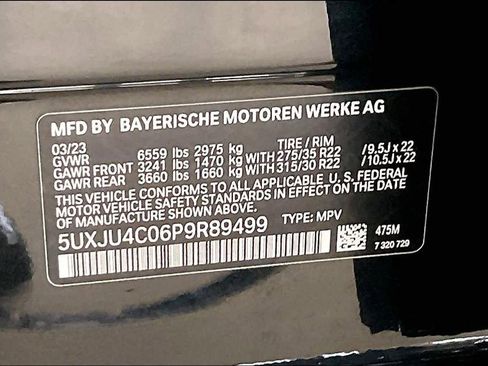 MFD BY BAYERISCHE MOTOREN WERKE AG
03/23 TIRE / RIM
GVWR 6559 lbs 2975 kg
GAWR FRONT 3241 lbs 1470 kg WITH 275/35 R22 /9.5J x 22
GAWR REAR 3660 lbs 1660 kg WITH 315/30 R22 /10.5J x 22
THIS VEHICLE CONFORMS TO ALL APPLICABLE U. S. FEDERAL
MOTOR VEHICLE SAFETY STANDARDS IN EFFECT ON THE DATE
OF MANUFACTURE SHOWN ABOVE.
5UXJU4C06P9R89499 TYPE: MPV
475M
7 320 729